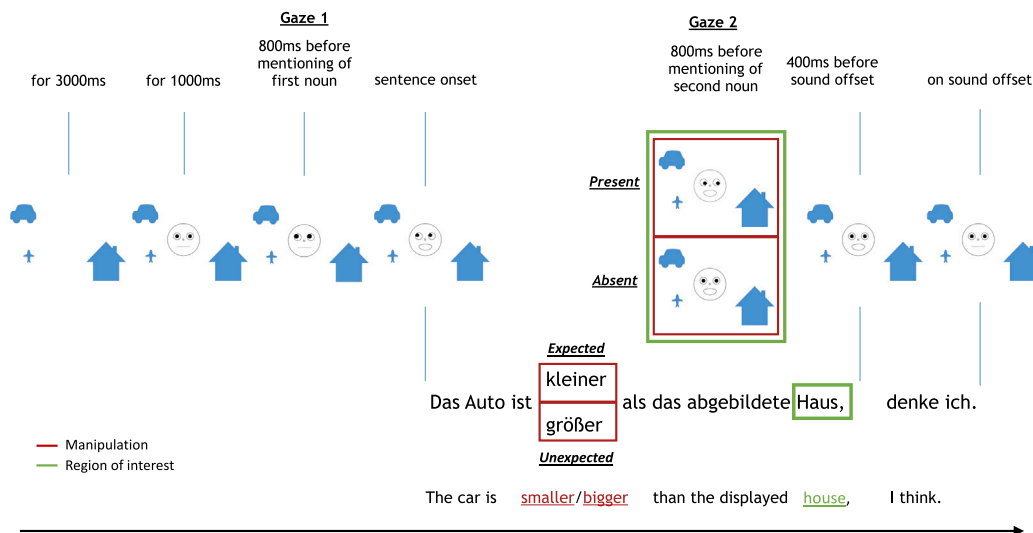 Gaze 1
Gaze 2
for 3000ms
for 1000ms
800ms before
mentioning of
first noun
sentence onset
800ms before
mentioning of
second noun
400ms before
sound offset
on sound offset
Present
Absent
Expected
Das Auto ist kleiner als das abgebildete Haus, denke ich.
größer
Unexpected
Manipulation
Region of interest
The car is smaller/bigger than the displayed house, I think.